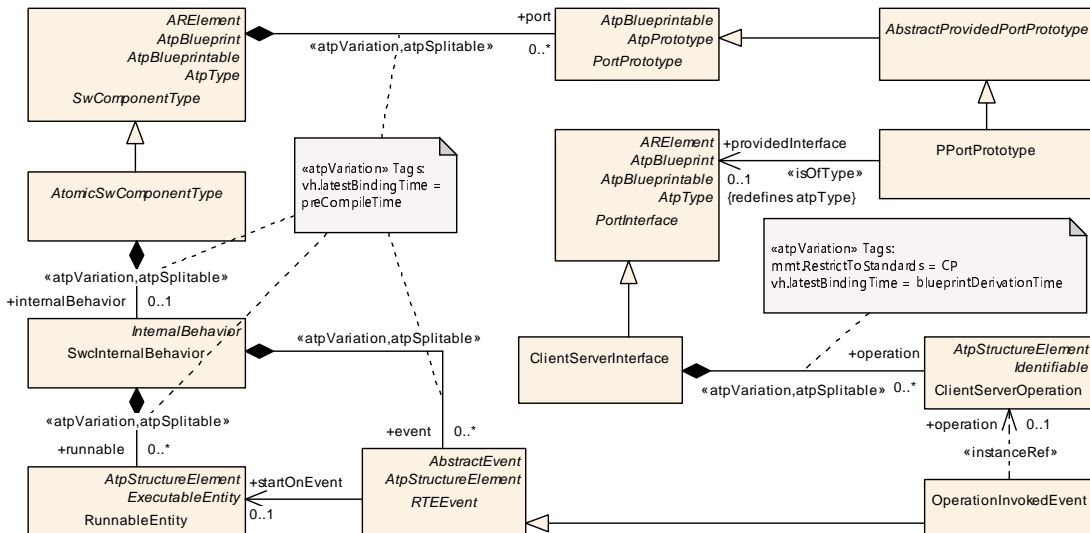 ARElement
AtpBlueprint
AtpBlueprintable
AtpType
SwComponentType
+port
«atpVariation,atpSplitable»
0..*
AtpBlueprintable
AtpPrototype
PortPrototype
AbstractProvidedPortPrototype
«atpVariation» Tags:
vh.latestBindingTime =
preCompileTime
ARElement
AtpBlueprint
AtpBlueprintable
AtpType
PortInterface
+providedInterface
0..1
«isOfType»
{redefines atpType}
PPortPrototype
AtomicSwComponentType
«atpVariation» Tags:
mmt.RestrictToStandards = CP
vh.latestBindingTime = blueprintDerivationTime
«atpVariation,atpSplitable»
+internalBehavior
0..1
InternalBehavior
SwcInternalBehavior
«atpVariation,atpSplitable»
ClientServerInterface
+operation
«atpVariation,atpSplitable»
0..*
AtpStructureElement
Identifiable
ClientServerOperation
«atpVariation,atpSplitable»
+runnable
0..*
+event
0..*
+operation
0..1
«instanceRef»
AtpStructureElement
ExecutableEntity
RunnableEntity
+startOnEvent
0..1
AbstractEvent
AtpStructureElement
RTEEvent
OperationInvokedEvent